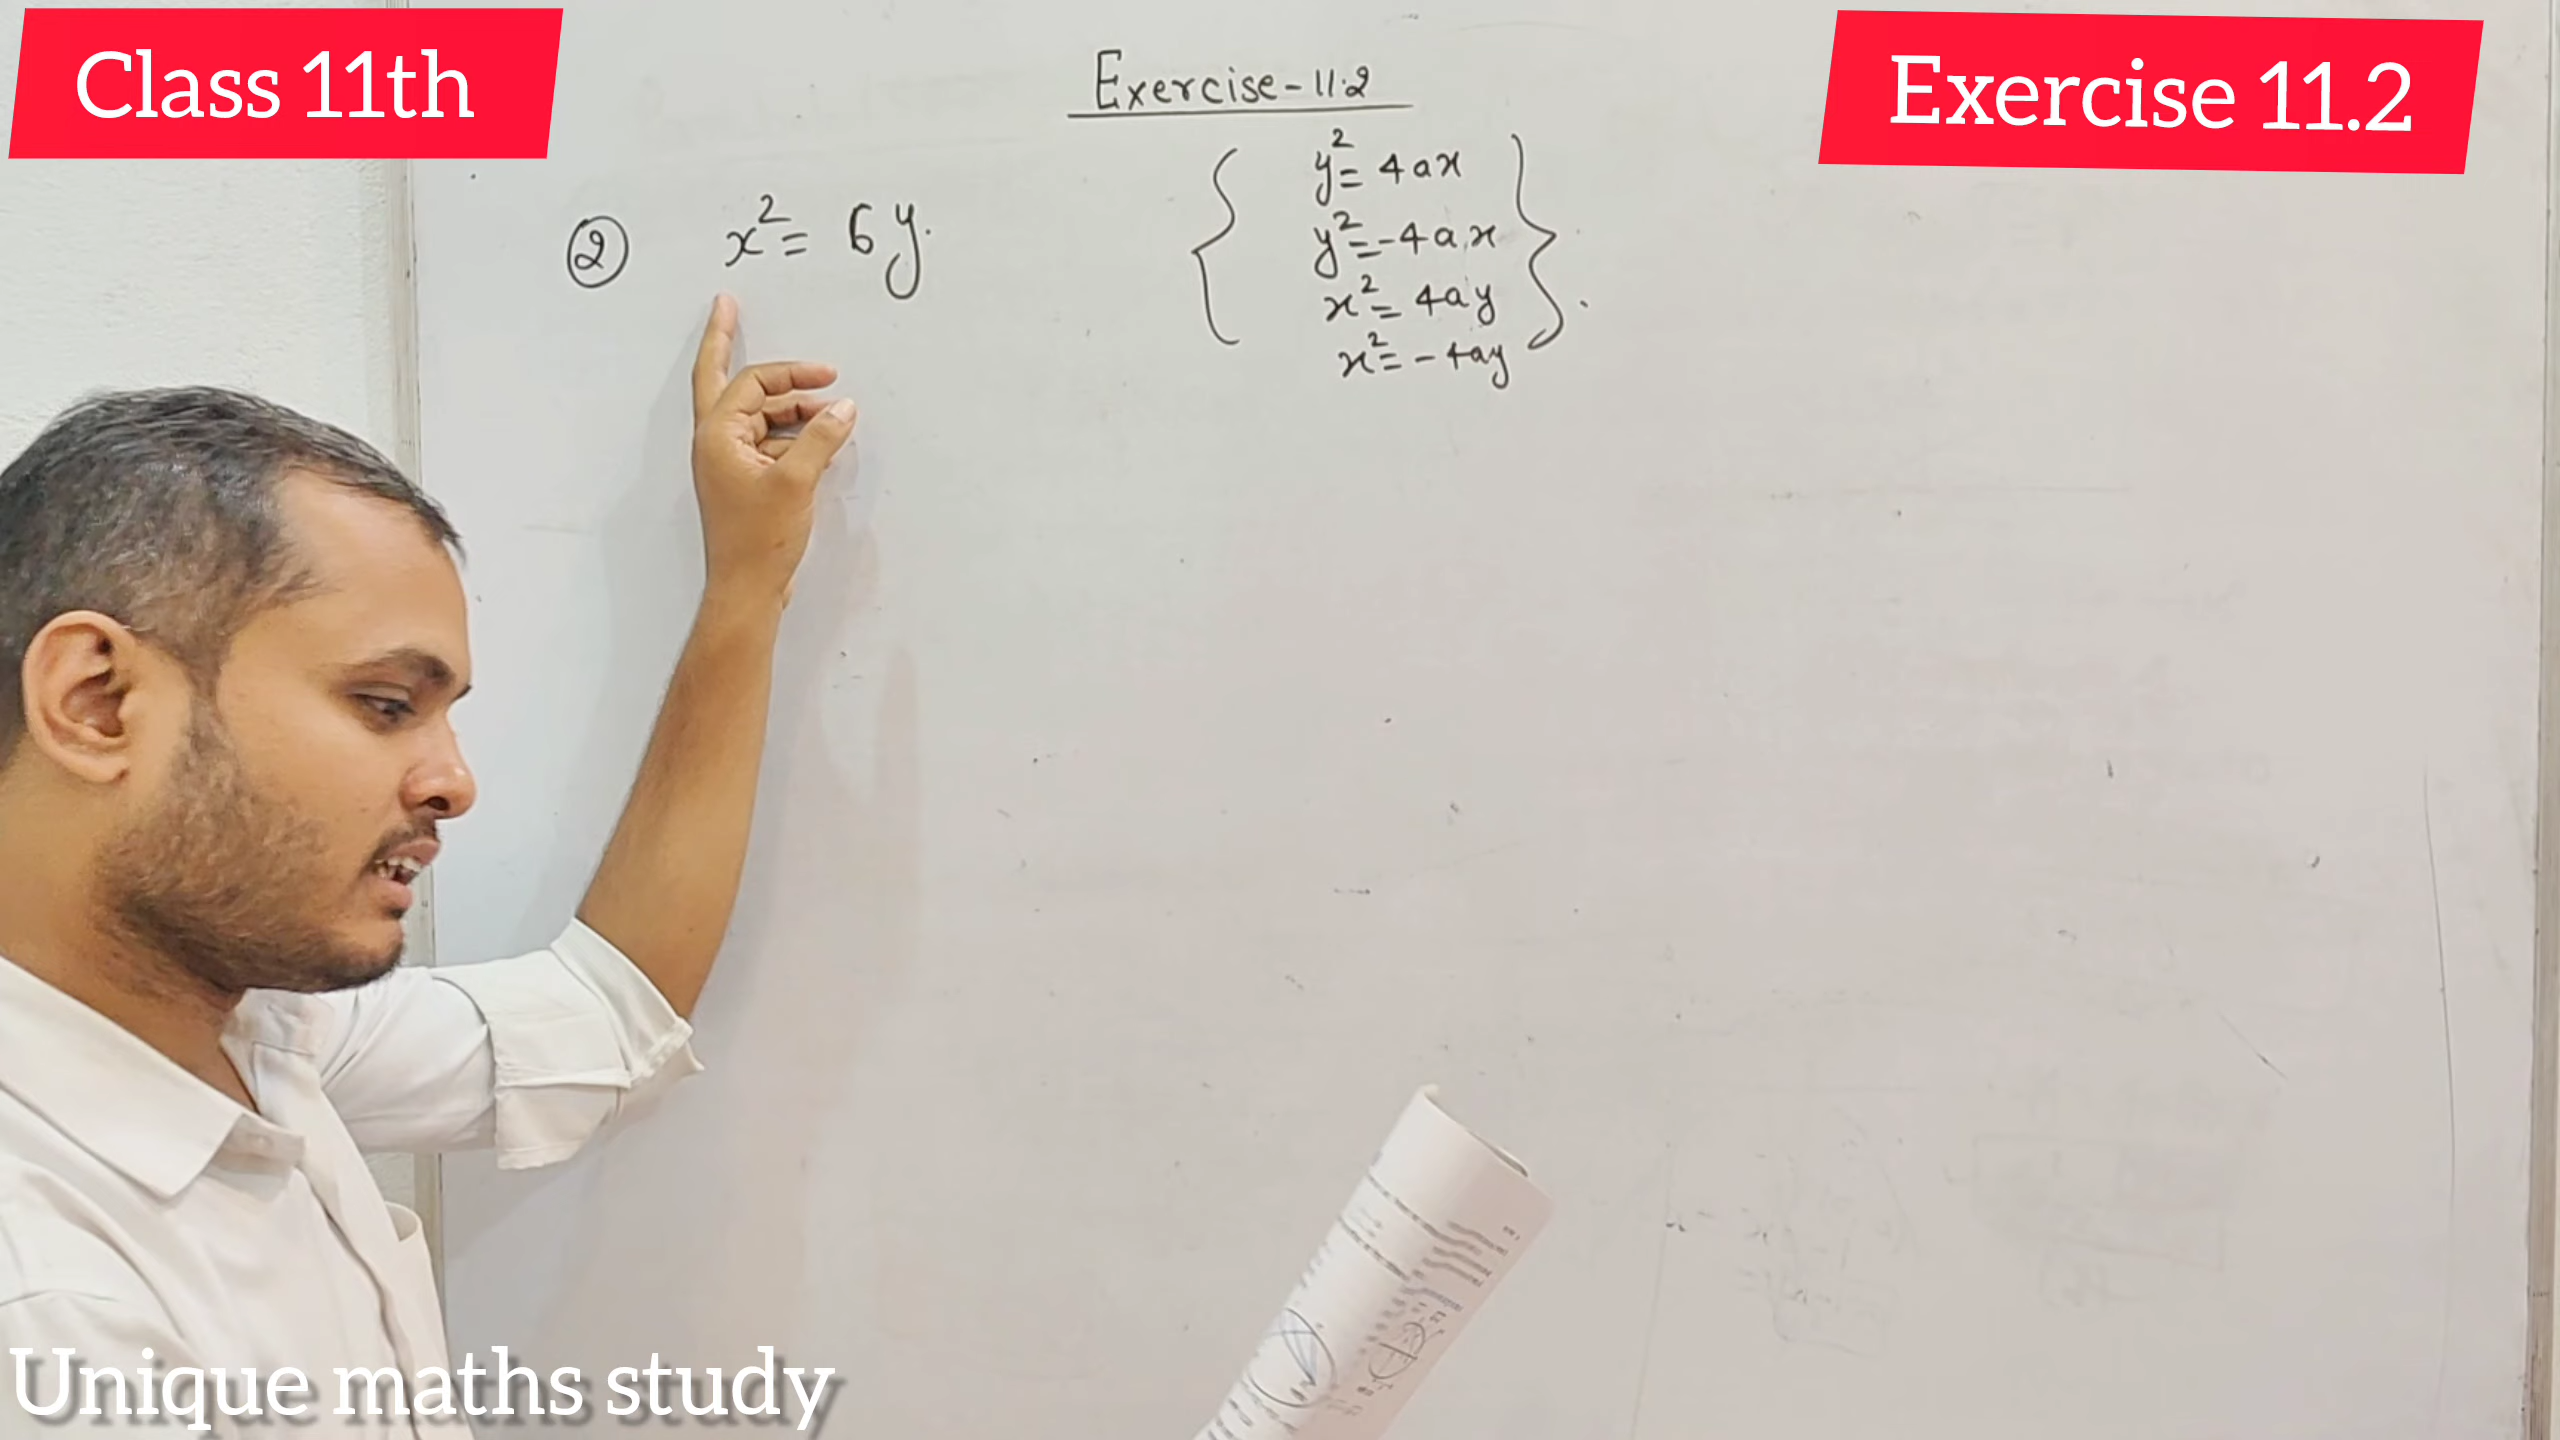 Class 11th
Exercise 11.2
Exercise - 11.2
② x² = 6y.
y² = 4ax
y² = -4ax
x² = 4ay
x² = -4ay
Unique maths study